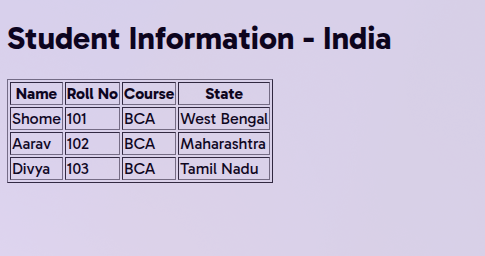 Student Information - India
Name Roll No Course State
Shome 101 BCA West Bengal
Aarav 102 BCA Maharashtra
Divya 103 BCA Tamil Nadu